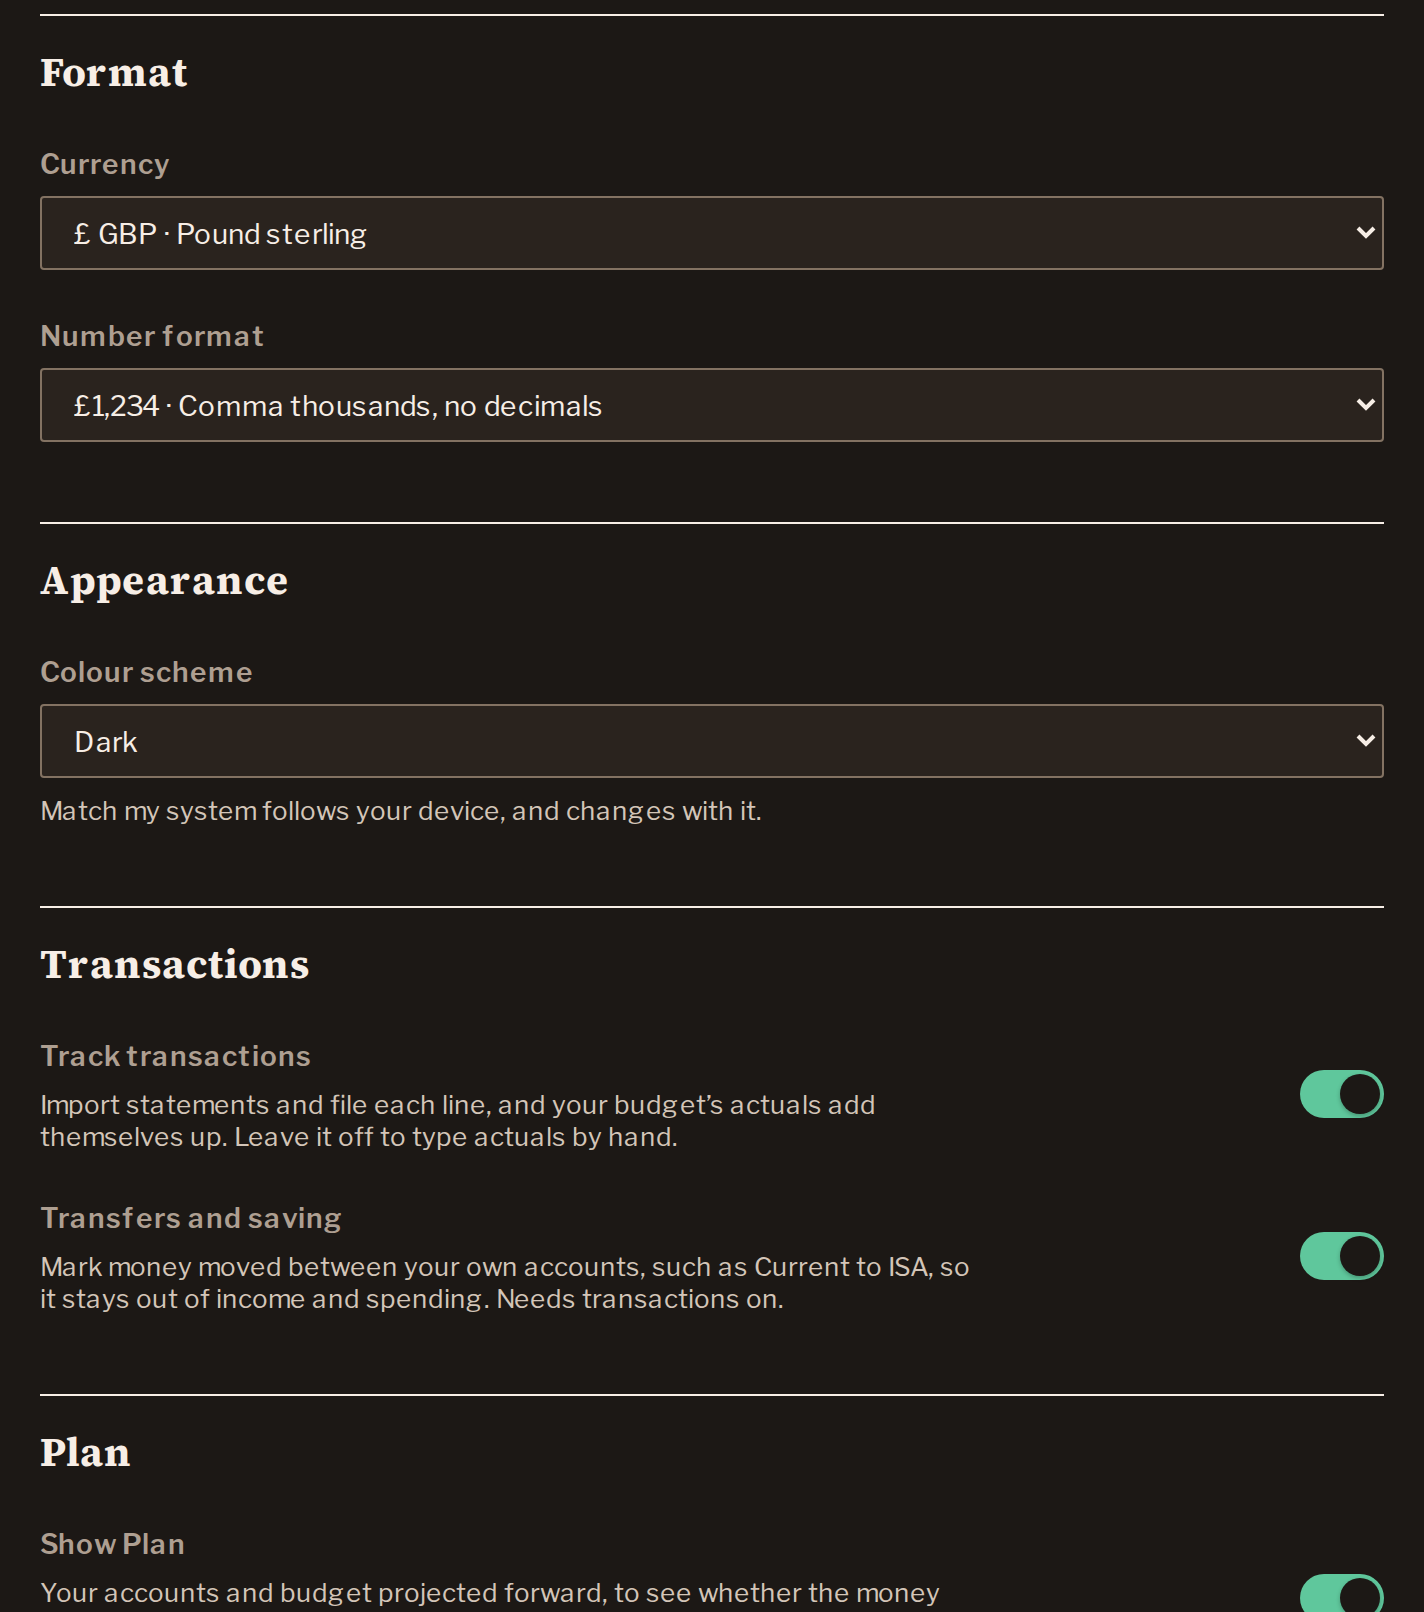 Format
Currency
£ GBP · Pound sterling
Number format
£1,234 · Comma thousands, no decimals
Appearance
Colour scheme
Dark
Match my system follows your device, and changes with it.
Transactions
Track transactions
Import statements and file each line, and your budget’s actuals add
themselves up. Leave it off to type actuals by hand.
Transfers and saving
Mark money moved between your own accounts, such as Current to ISA, so
it stays out of income and spending. Needs transactions on.
Plan
Show Plan
Your accounts and budget projected forward, to see whether the money